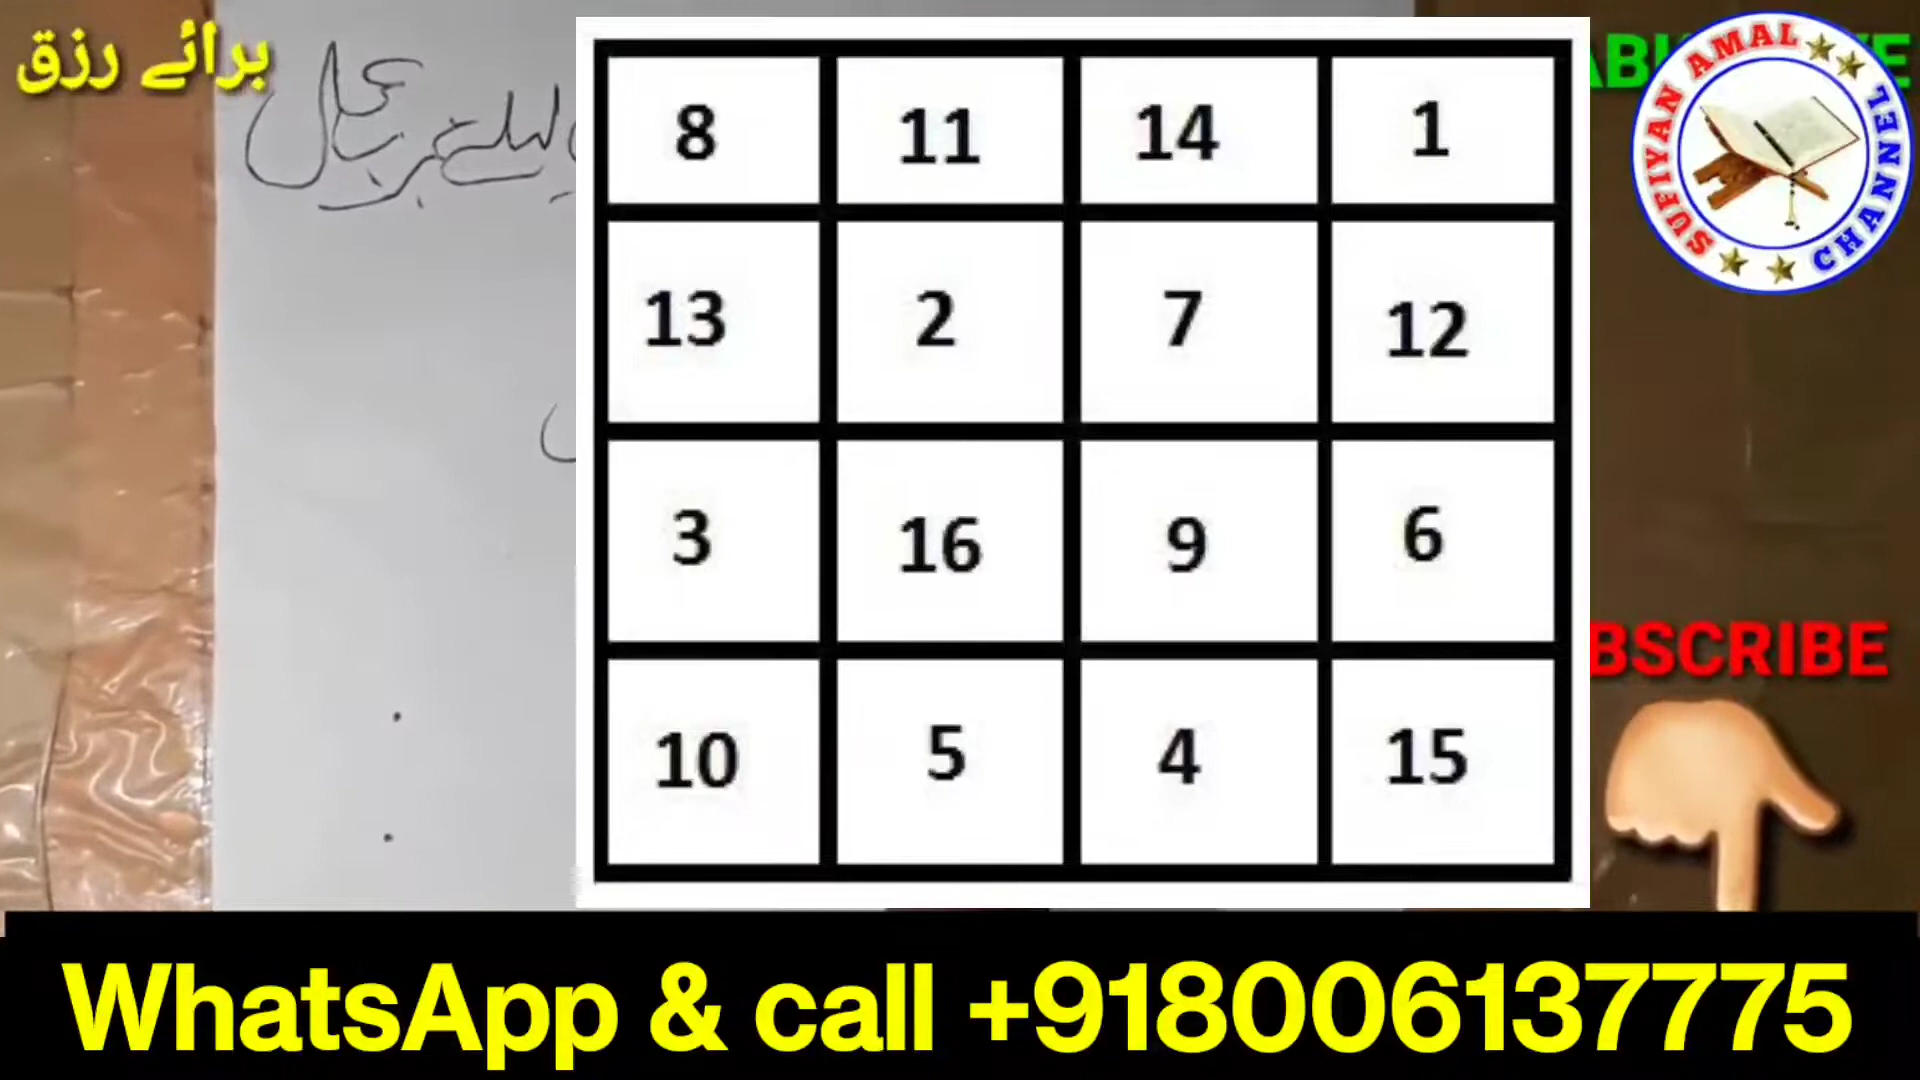 برائے رزق
SUFIYAN AMAL CHANNEL
8 11 14 1
13 2 7 12
3 16 9 6
10 5 4 15
BSCRIBE
WhatsApp & call +918006137775